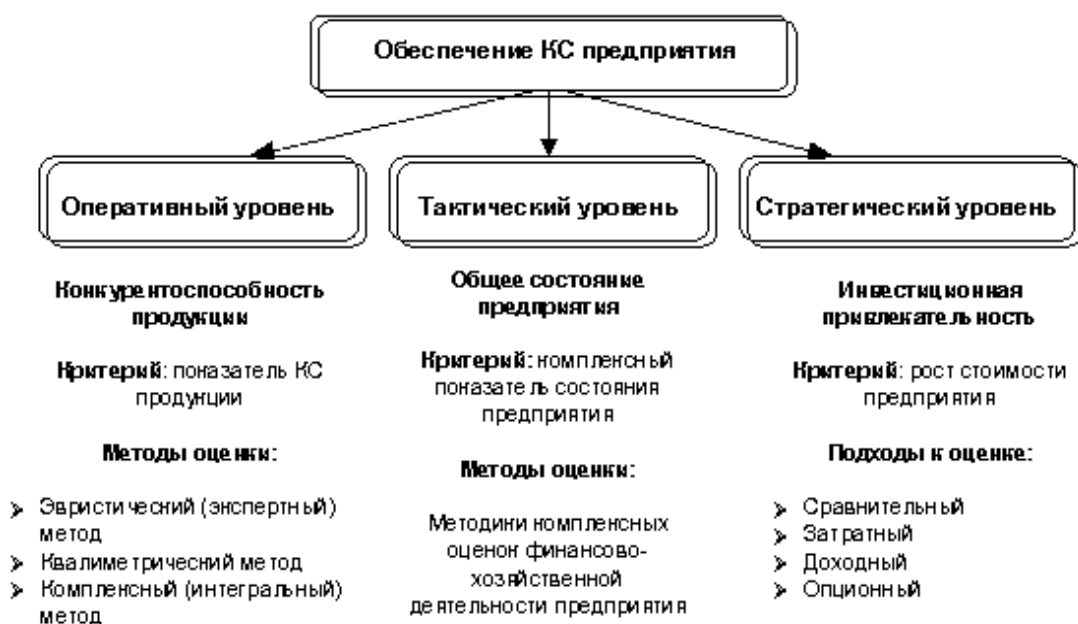 Обеспечение КС предприятия
Оперативный уровень
Тактический уровень
Стратегический уровень
Конкурентоспособность
продукции
Критерий: показатель КС
продукции
Методы оценки:
➢ Эвристический (экспертный)
метод
➢ Квалиметрический метод
➢ Комплексный (интегральный)
метод
Общее состояние
предприятия
Критерий: комплексный
показатель состояния
предприятия
Методы оценки:
Методики комплексных
оценок финансово-
хозяйственной
деятельности предприятия
Инвестиционная
привлекательность
Критерий: рост стоимости
предприятия
Подходы к оценке:
➢ Сравнительный
➢ Затратный
➢ Доходный
➢ Опционный